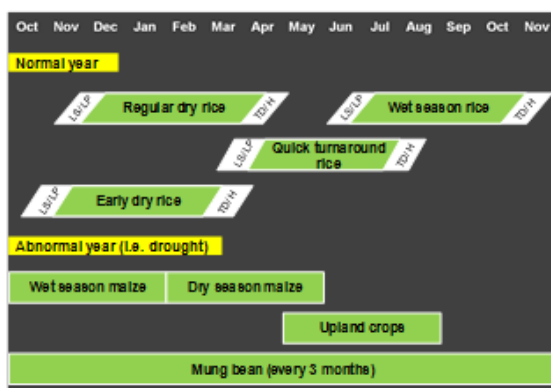 Oct Nov Dec Jan Feb Mar Apr May Jun Jul Aug Sep Oct Nov
Normal year
LS/LP Regular dry rice TD/H LS/LP Wet season rice TD/H
LS/LP Quick turnaround rice TD/H
LS/LP Early dry rice TD/H
Abnormal year (i.e. drought)
Wet season maize Dry season maize
Upland crops
Mung bean (every 3 months)